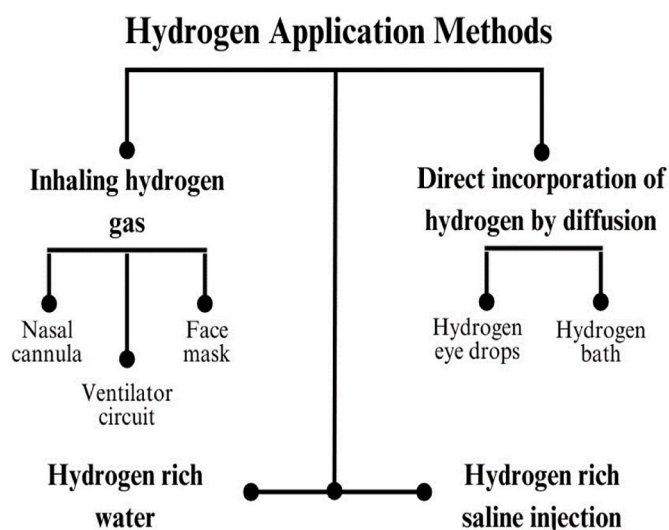 Hydrogen Application Methods
Inhaling hydrogen
gas
Nasal
cannula
Ventilator
circuit
Face
mask
Direct incorporation of
hydrogen by diffusion
Hydrogen
eye drops
Hydrogen
bath
Hydrogen rich
water
Hydrogen rich
saline injection